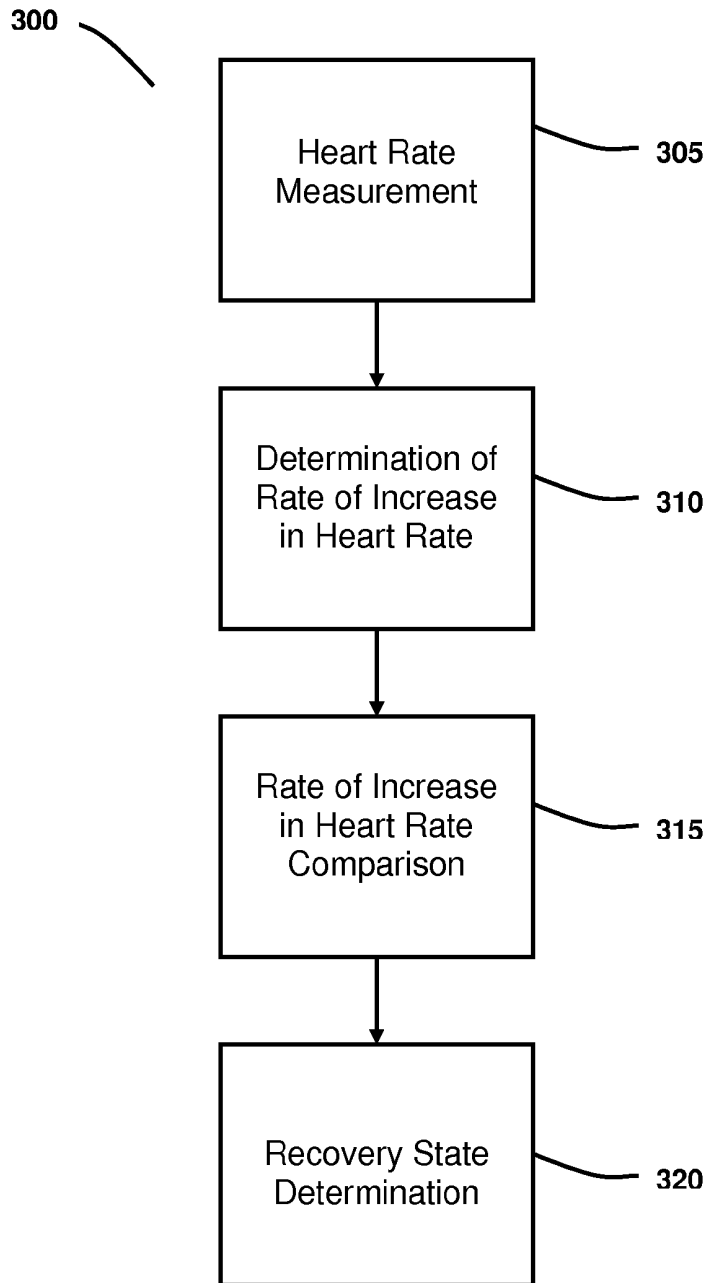 300
Heart Rate
Measurement
305
Determination of
Rate of Increase
in Heart Rate
310
Rate of Increase
in Heart Rate
Comparison
315
Recovery State
Determination
320